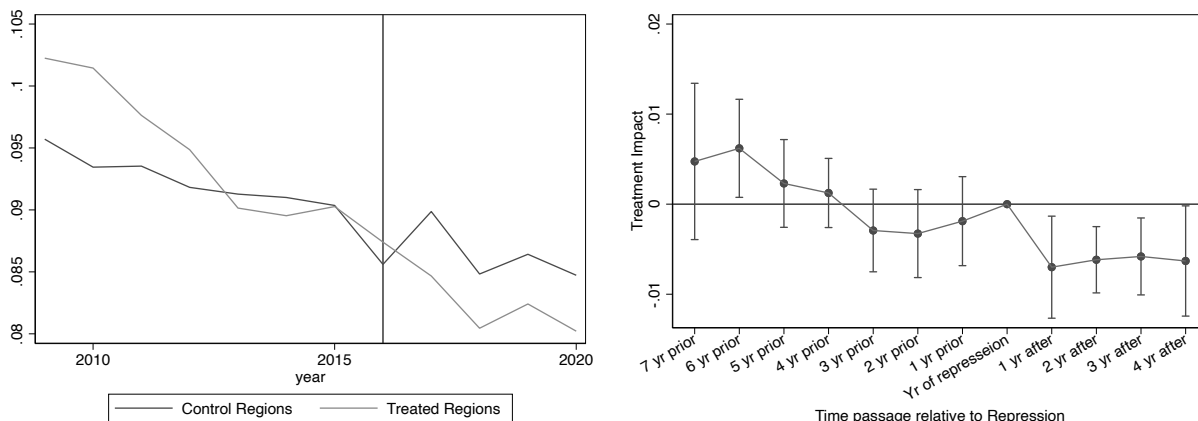 .105
.1
.095
.09
.085
.08
2010
2015
2020
year
Control Regions
Treated Regions
.02
.01
0
-.01
Treatment Impact
7 yr prior
6 yr prior
5 yr prior
4 yr prior
3 yr prior
2 yr prior
1 yr prior
Yr of represseion
1 yr after
2 yr after
3 yr after
4 yr after
Time passage relative to Repression